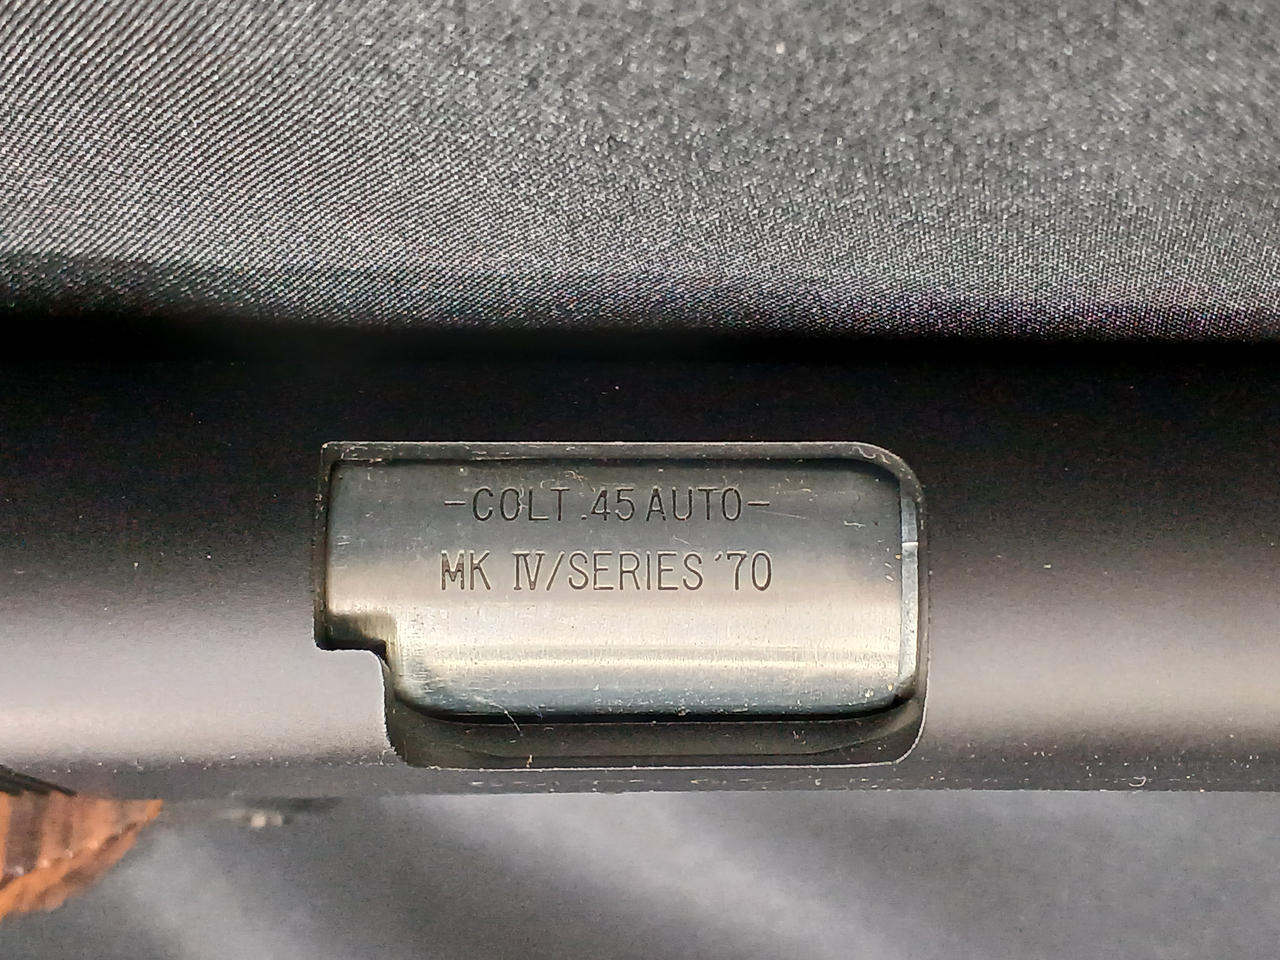 -COLT .45 AUTO-
MK IV/SERIES '70